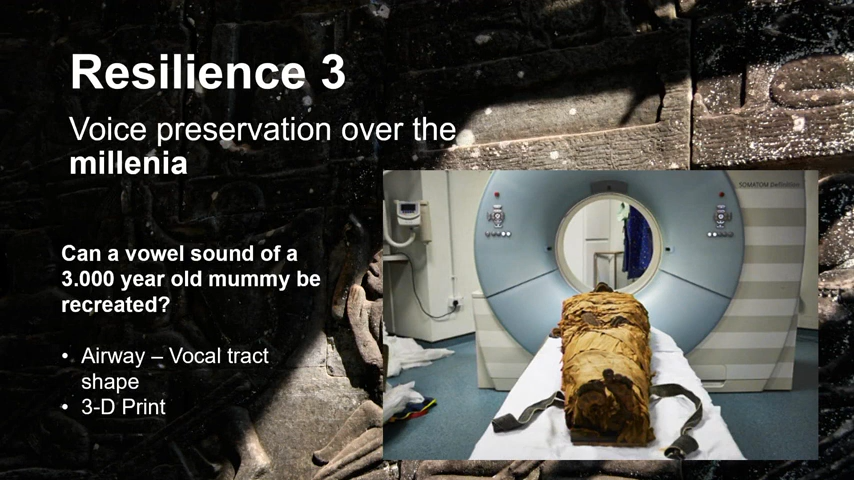 Resilience 3
Voice preservation over the
millenia
Can a vowel sound of a
3.000 year old mummy be
recreated?
• Airway – Vocal tract
shape
• 3-D Print
SOMATOM Definition